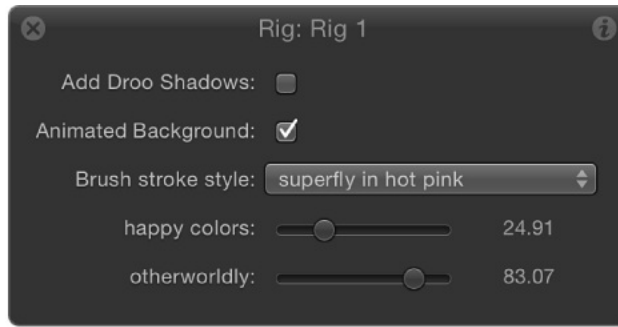 Rig: Rig 1
Add Droo Shadows:
Animated Background:
Brush stroke style: superfly in hot pink
happy colors: 24.91
otherworldly: 83.07